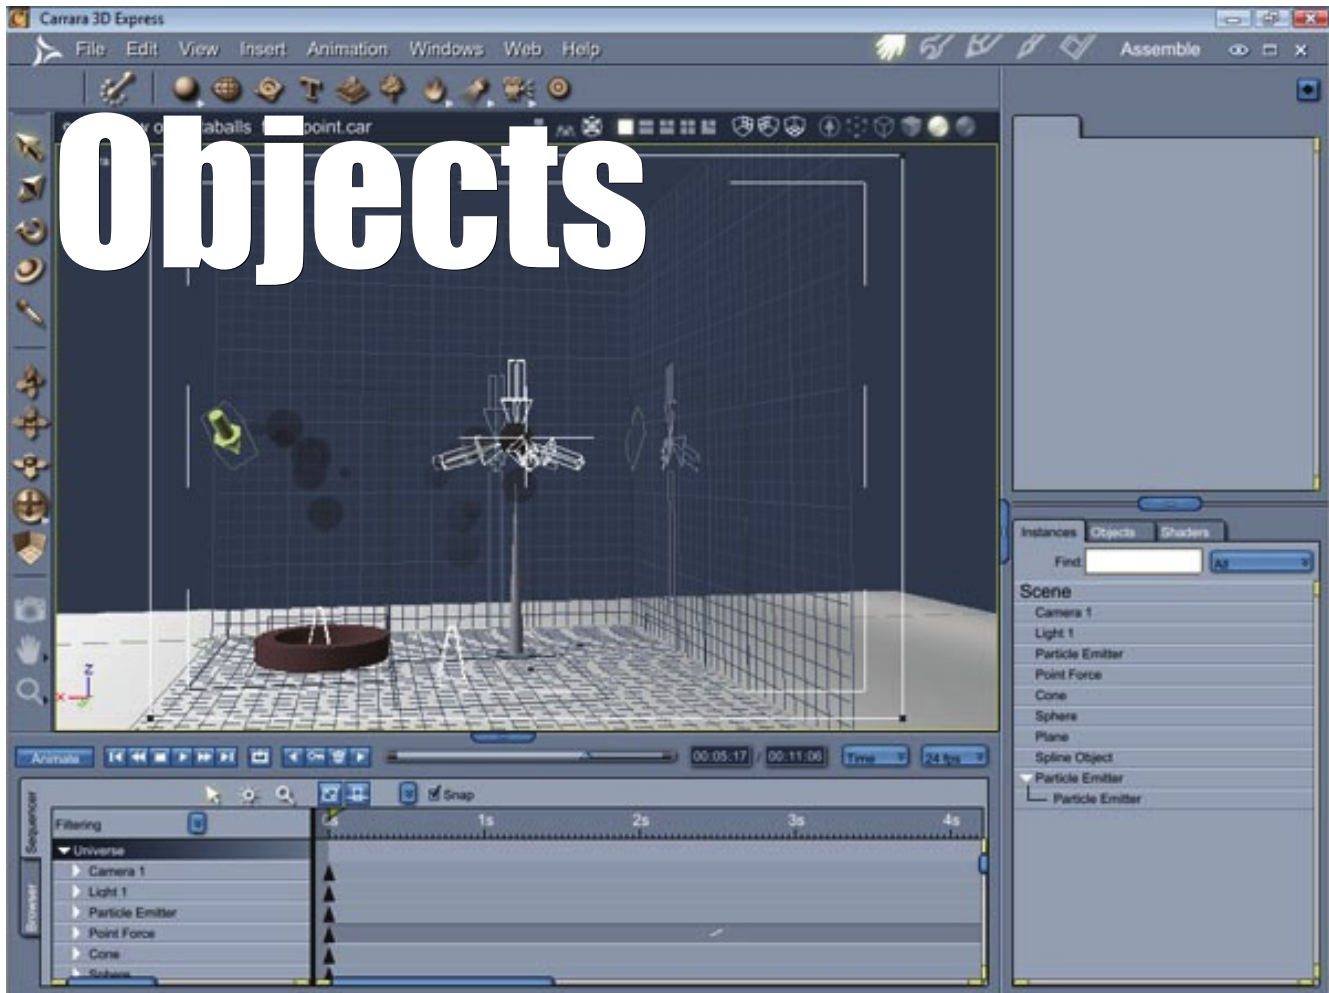 Carrara 3D Express
File Edit View Insert Animation Windows Web Help
Assemble
Objects
point.car
Instances Objects Shaders
Find: All
Scene
Camera 1
Light 1
Particle Emitter
Point Force
Cone
Sphere
Plane
Spline Object
Particle Emitter
Particle Emitter
z
x
Animate 00:05:17 / 00:11:06 Time 24 fps
Snap
Sequencer
Browser
Filtering
1s 2s 3s 4s
Universe
Camera 1
Light 1
Particle Emitter
Point Force
Cone
Sphere